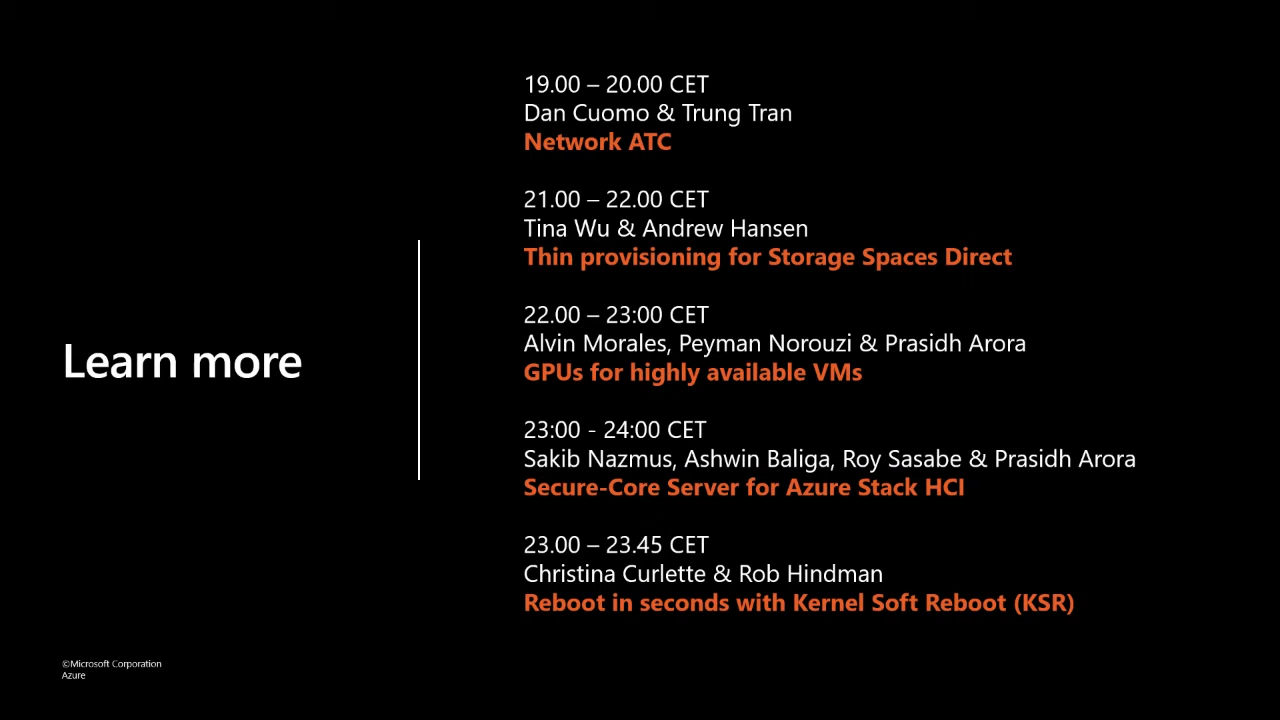 Learn more
19.00 – 20.00 CET
Dan Cuomo & Trung Tran
Network ATC
21.00 – 22.00 CET
Tina Wu & Andrew Hansen
Thin provisioning for Storage Spaces Direct
22.00 – 23:00 CET
Alvin Morales, Peyman Norouzi & Prasidh Arora
GPUs for highly available VMs
23:00 - 24:00 CET
Sakib Nazmus, Ashwin Baliga, Roy Sasabe & Prasidh Arora
Secure-Core Server for Azure Stack HCI
23.00 – 23.45 CET
Christina Curlette & Rob Hindman
Reboot in seconds with Kernel Soft Reboot (KSR)
©Microsoft Corporation
Azure